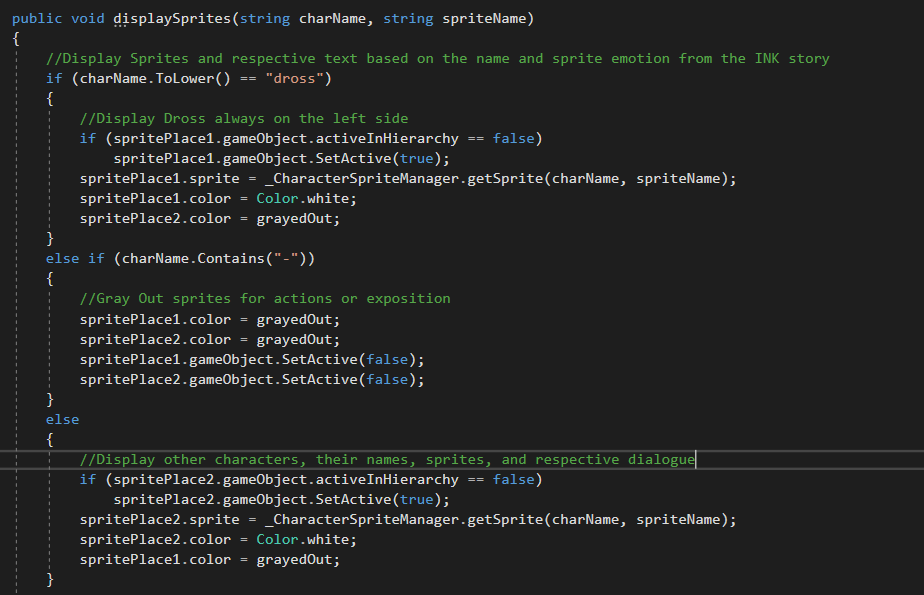 public void displaySprites(string charName, string spriteName)
{
//Display Sprites and respective text based on the name and sprite emotion from the INK story
if (charName.ToLower() == "dross")
{
//Display Dross always on the left side
if (spritePlace1.gameObject.activeInHierarchy == false)
spritePlace1.gameObject.SetActive(true);
spritePlace1.sprite = _CharacterSpriteManager.getSprite(charName, spriteName);
spritePlace1.color = Color.white;
spritePlace2.color = grayedOut;
}
else if (charName.Contains("-"))
{
//Gray Out sprites for actions or exposition
spritePlace1.color = grayedOut;
spritePlace2.color = grayedOut;
spritePlace1.gameObject.SetActive(false);
spritePlace2.gameObject.SetActive(false);
}
else
{
//Display other characters, their names, sprites, and respective dialogue
if (spritePlace2.gameObject.activeInHierarchy == false)
spritePlace2.gameObject.SetActive(true);
spritePlace2.sprite = _CharacterSpriteManager.getSprite(charName, spriteName);
spritePlace2.color = Color.white;
spritePlace1.color = grayedOut;
}